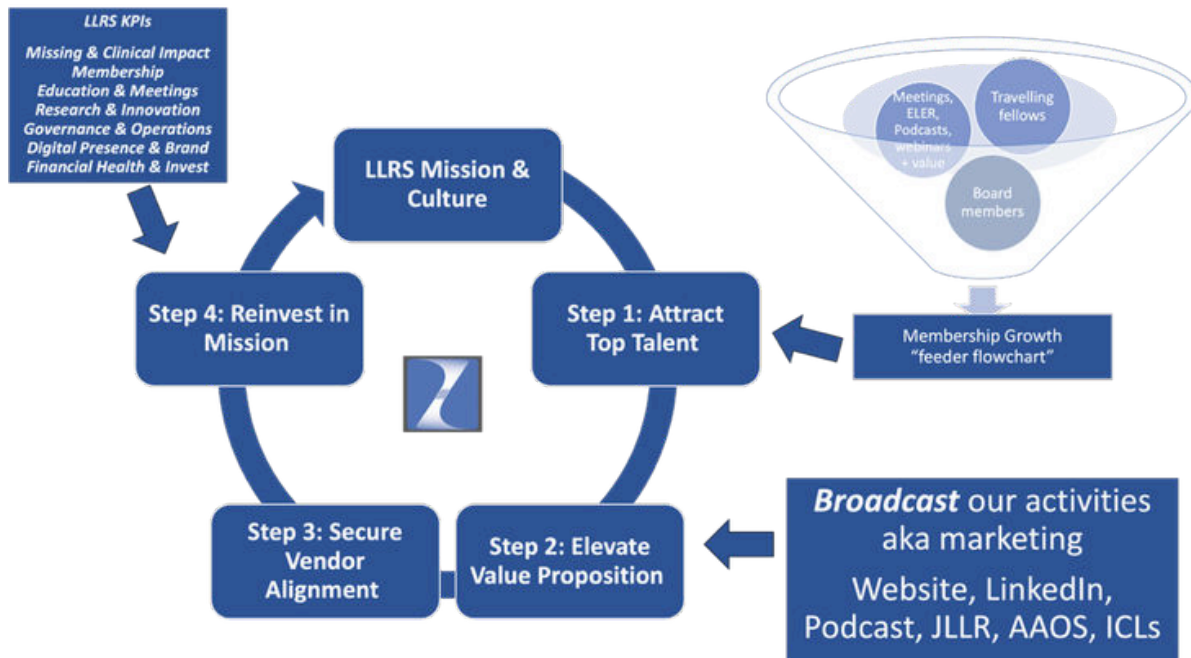 LLRS KPIs
Missing & Clinical Impact
Membership
Education & Meetings
Research & Innovation
Governance & Operations
Digital Presence & Brand
Financial Health & Invest
LLRS Mission &
Culture
Step 1: Attract
Top Talent
Step 2: Elevate
Value Proposition
Step 3: Secure
Vendor
Alignment
Step 4: Reinvest in
Mission
Meetings,
ELER,
Podcasts,
webinars
+ value
Travelling
fellows
Board
members
Membership Growth
“feeder flowchart”
Broadcast our activities
aka marketing
Website, LinkedIn,
Podcast, JLLR, AAOS, ICLs